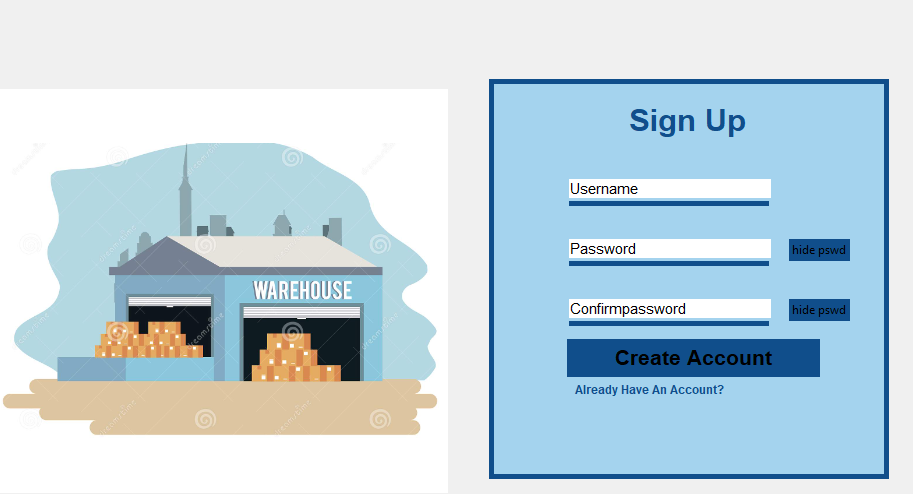 WAREHOUSE
Sign Up
Username
Password
hide pswd
Confirmpassword
hide pswd
Create Account
Already Have An Account?